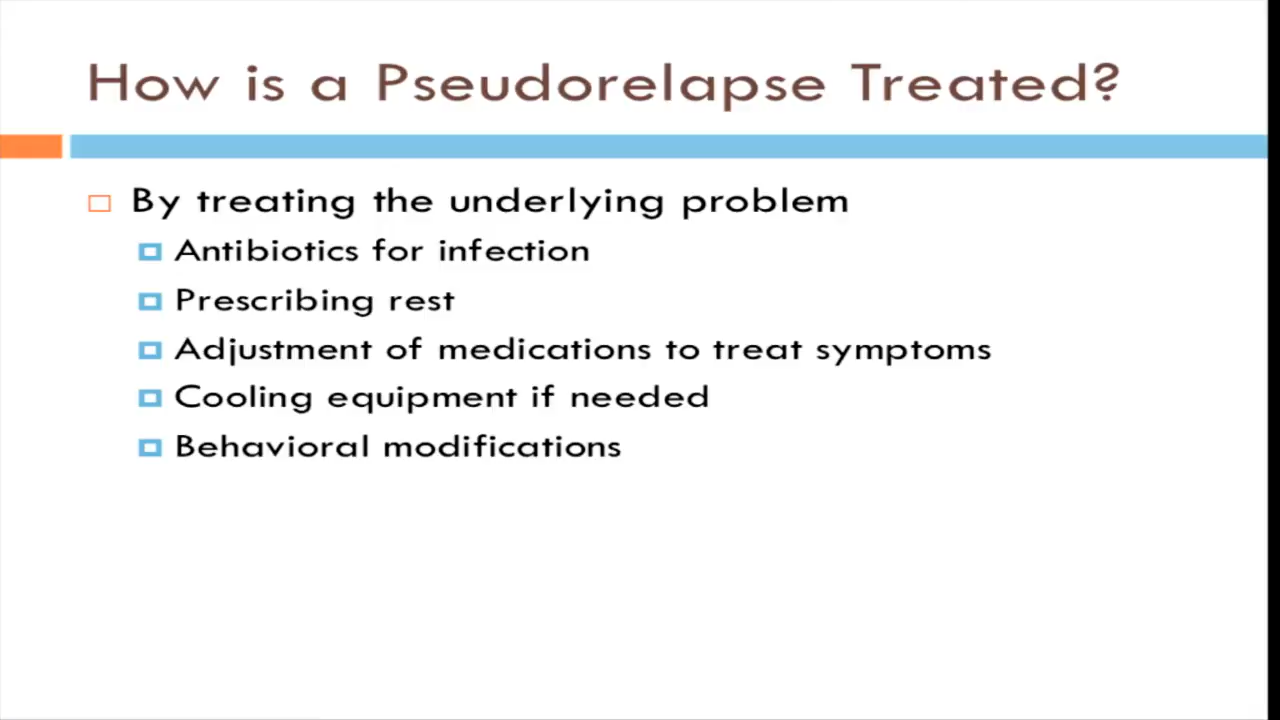 How is a Pseudorelapse Treated?
By treating the underlying problem
Antibiotics for infection
Prescribing rest
Adjustment of medications to treat symptoms
Cooling equipment if needed
Behavioral modifications